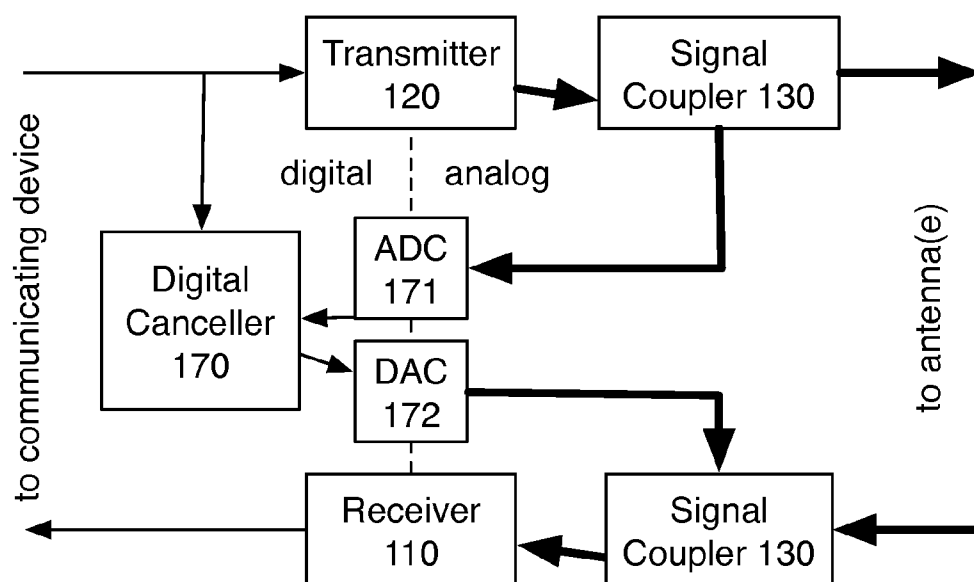 Transmitter
120
Signal
Coupler 130
digital
analog
to communicating device
Digital
Canceller
170
ADC
171
DAC
172
to antenna(e)
Receiver
110
Signal
Coupler 130